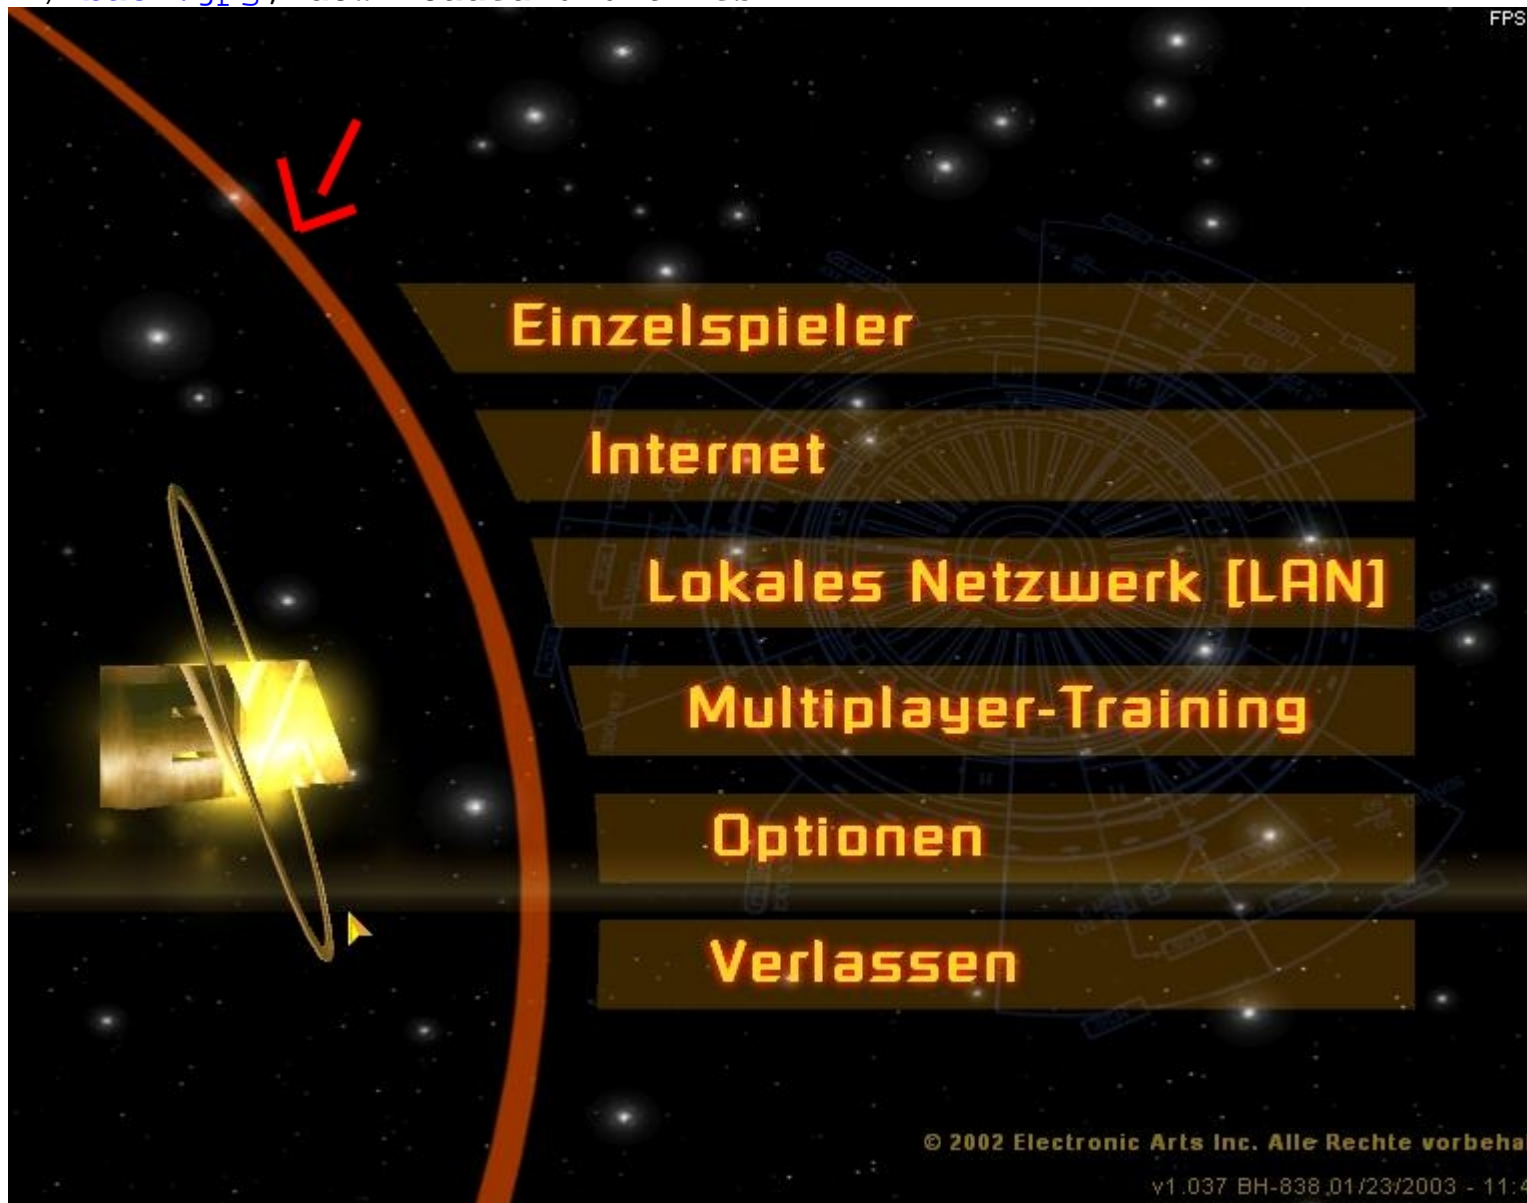 FPS
Einzelspieler
Internet
Lokales Netzwerk [LAN]
Multiplayer-Training
Optionen
Verlassen
© 2002 Electronic Arts Inc. Alle Rechte vorbeha
v1.037 BH-838 01/23/2003 - 11:4